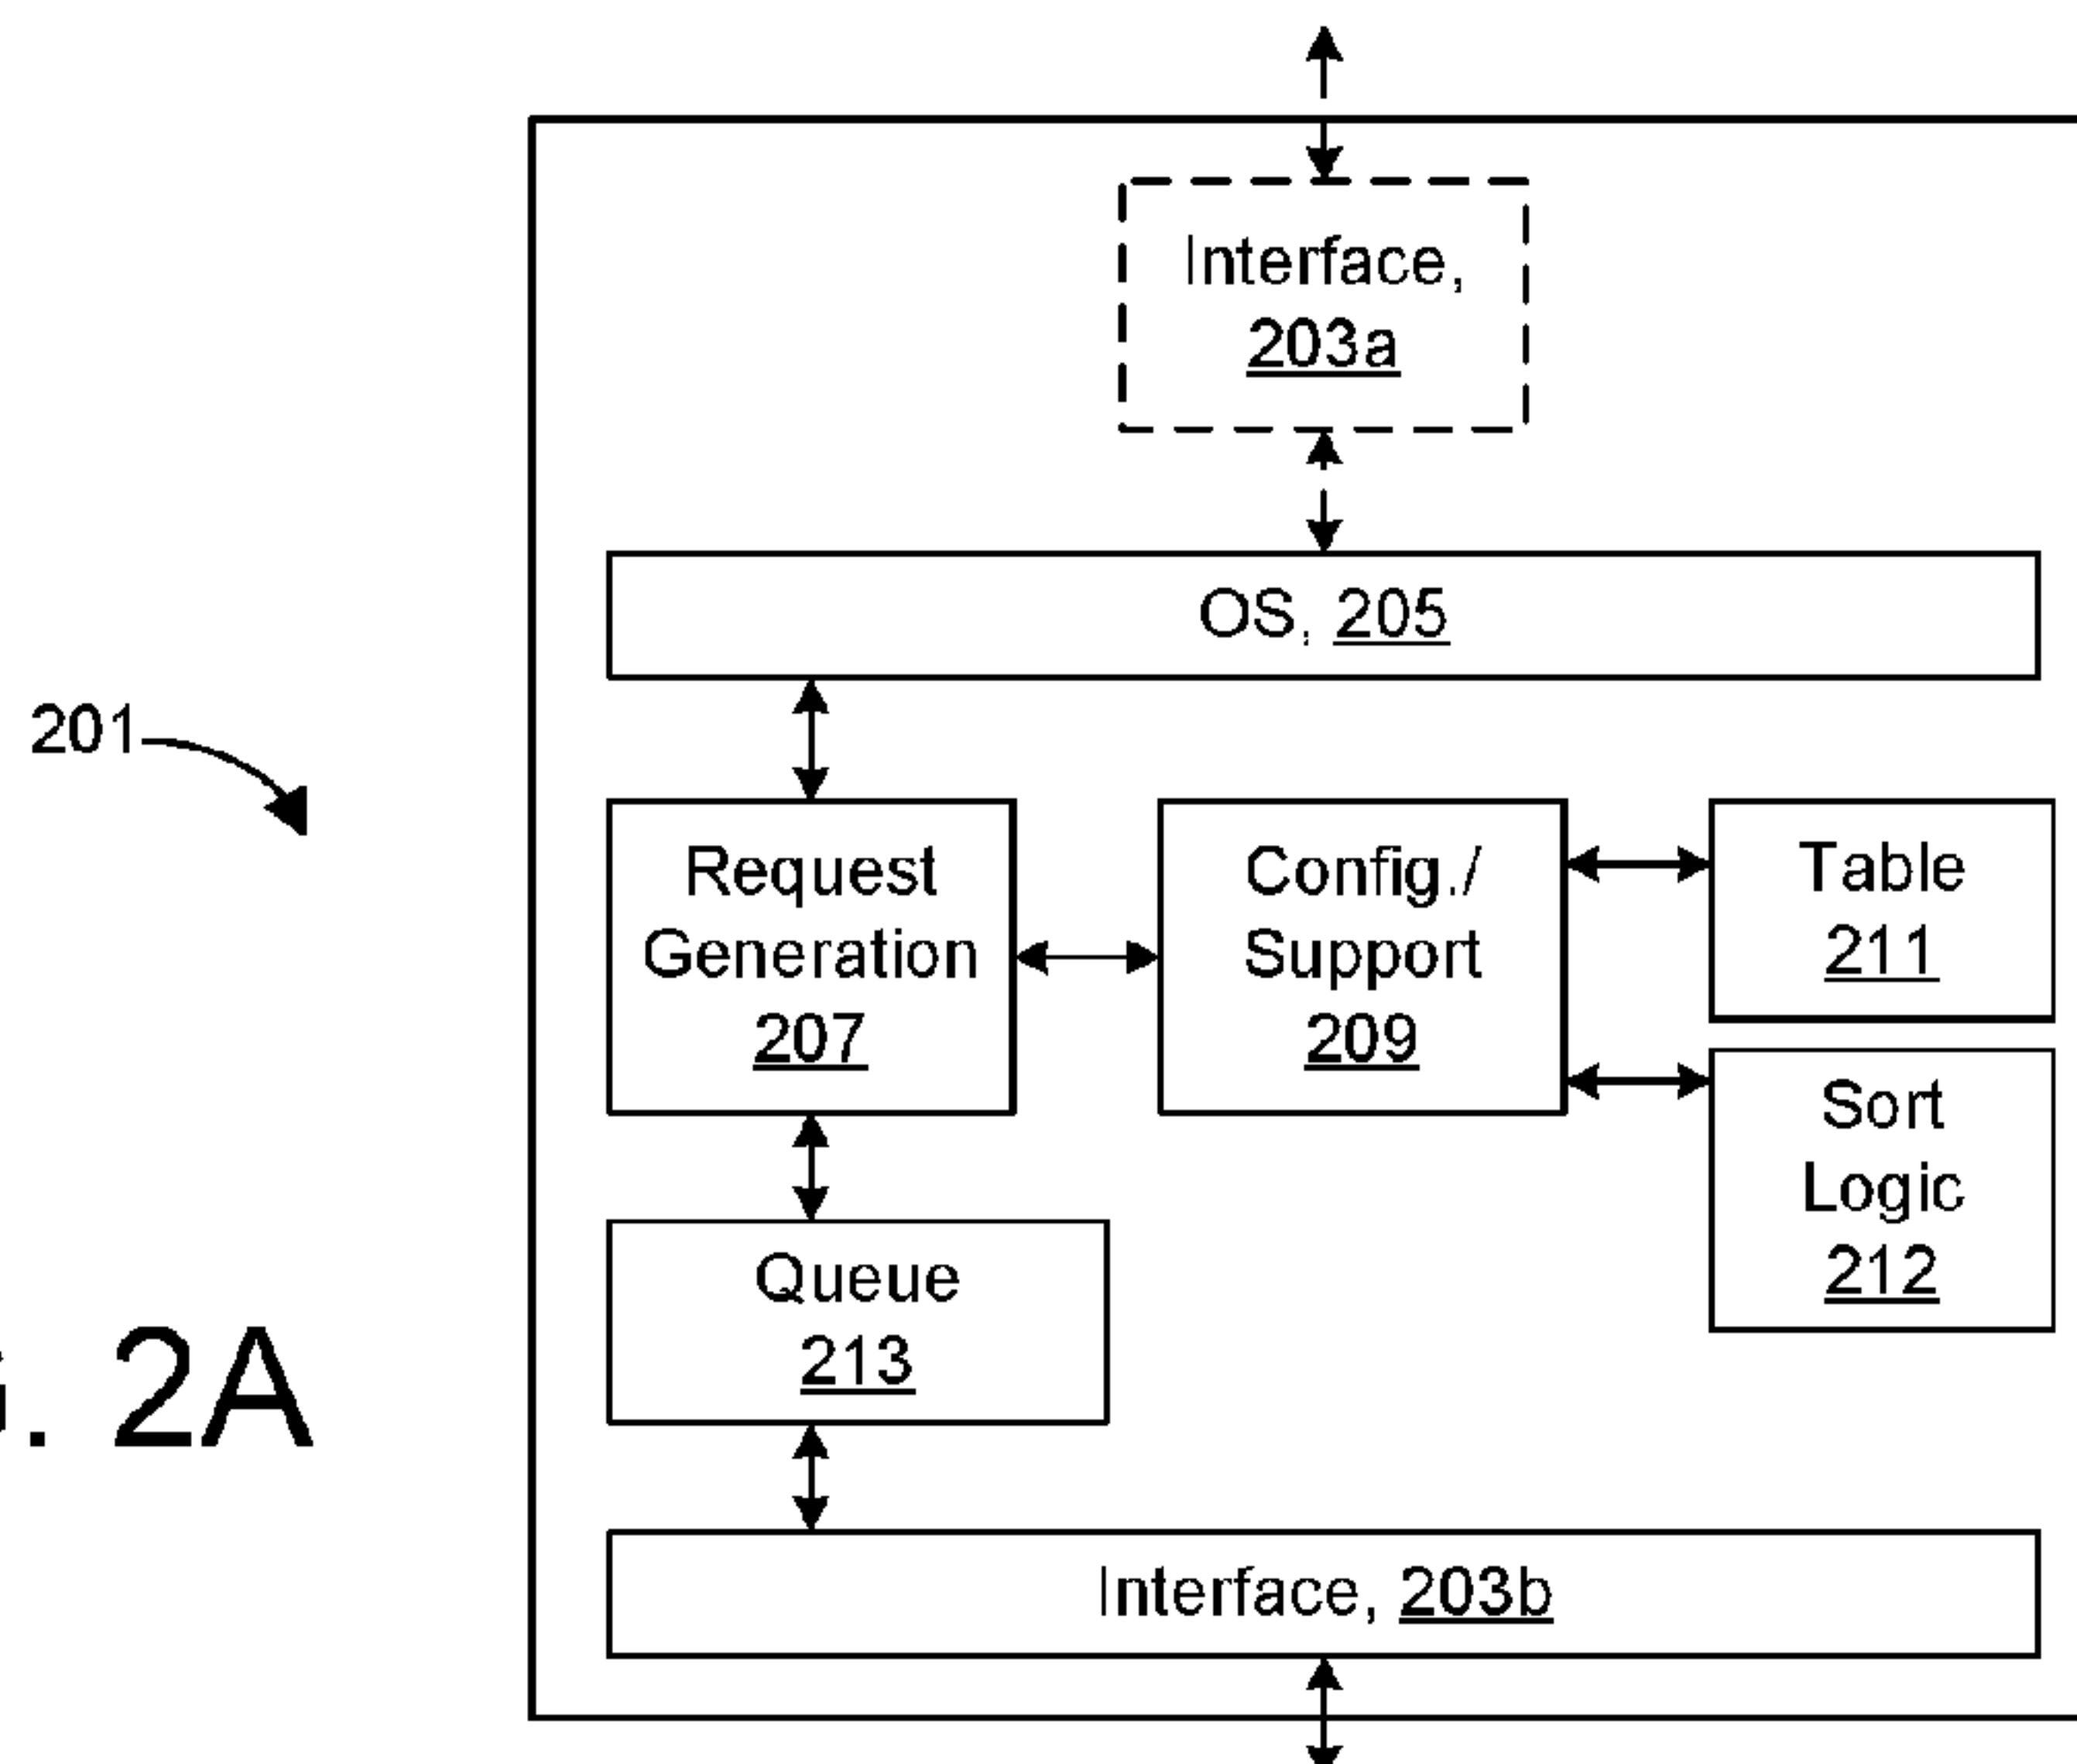 Interface,
203a
OS, 205
201
Request
Generation
207
Config./
Support
209
Table
211
Sort
Logic
212
Queue
213
. 2A
Interface, 203b